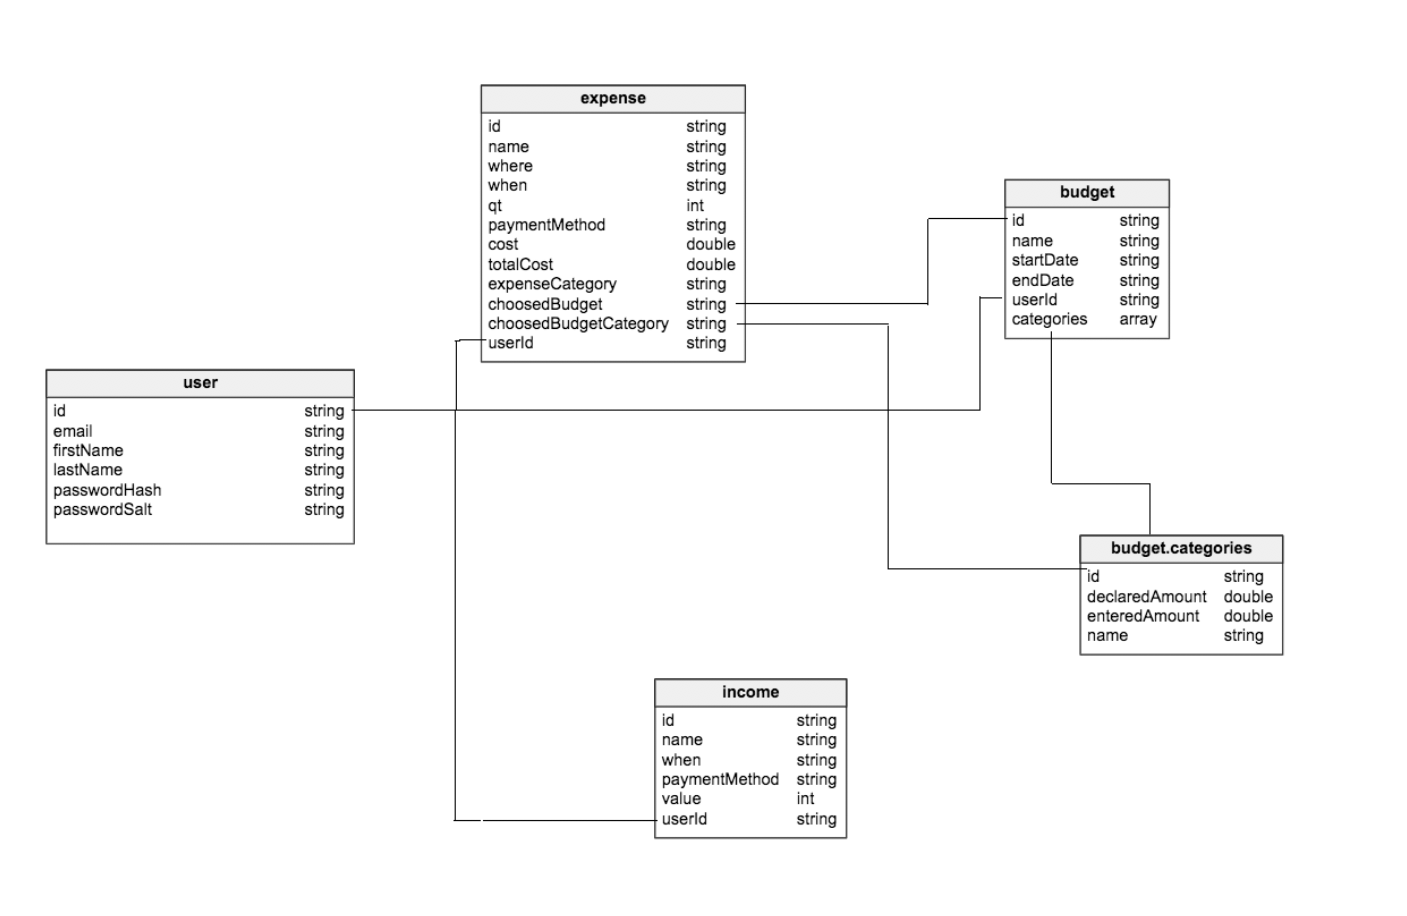 expense
id string
name string
where string
when string
qt int
paymentMethod string
cost double
totalCost double
expenseCategory string
choosedBudget string
choosedBudgetCategory string
userId string
budget
id string
name string
startDate string
endDate string
userId string
categories array
user
id string
email string
firstName string
lastName string
passwordHash string
passwordSalt string
budget.categories
id string
declaredAmount double
enteredAmount double
name string
income
id string
name string
when string
paymentMethod string
value int
userId string